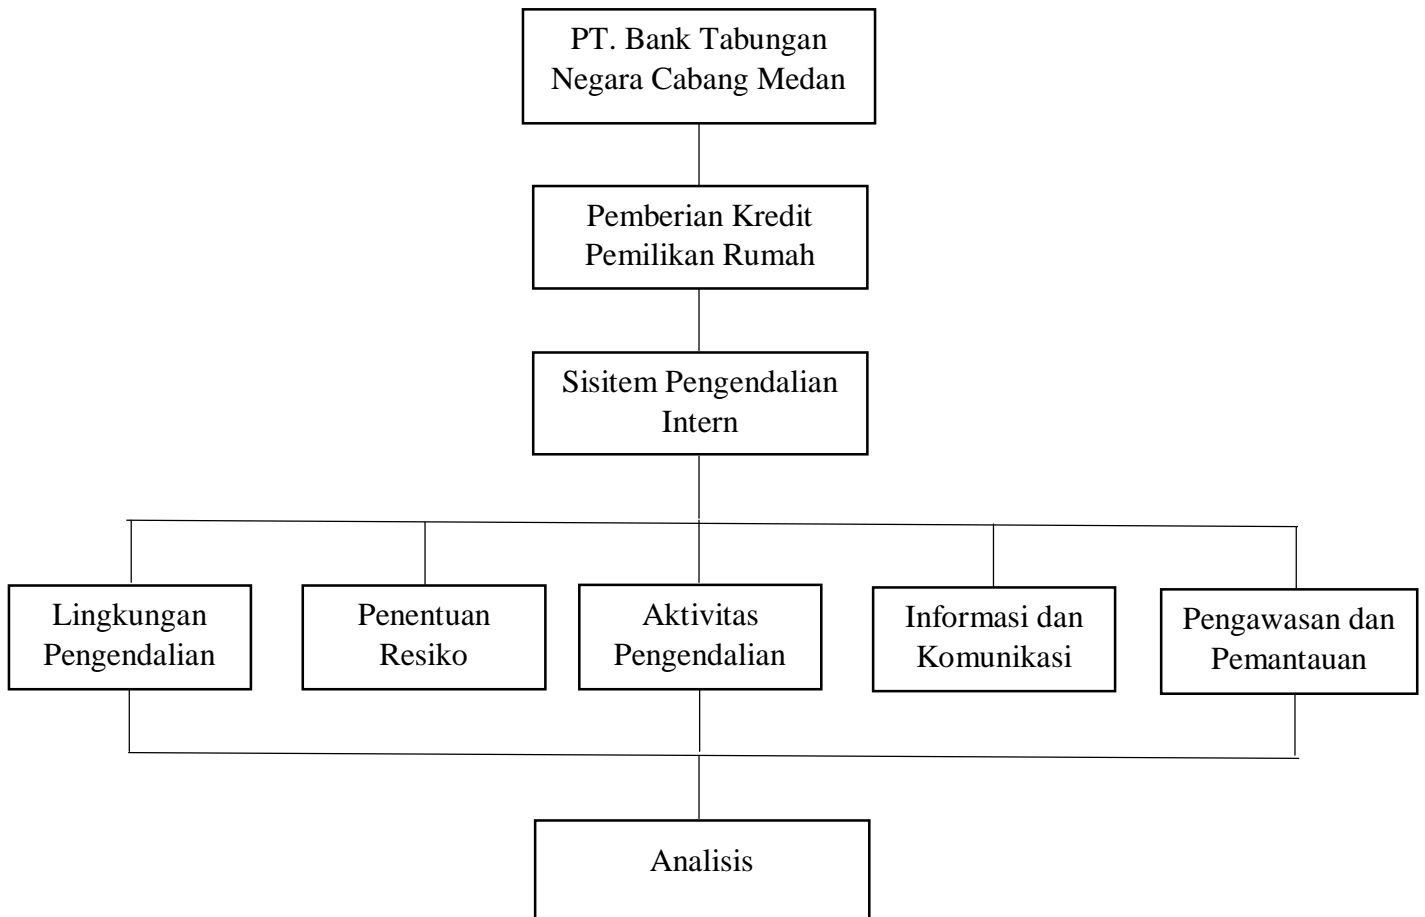 PT. Bank Tabungan
Negara Cabang Medan
Pemberian Kredit
Pemilikan Rumah
Sisitem Pengendalian
Intern
Lingkungan
Pengendalian
Penentuan
Resiko
Aktivitas
Pengendalian
Informasi dan
Komunikasi
Pengawasan dan
Pemantauan
Analisis